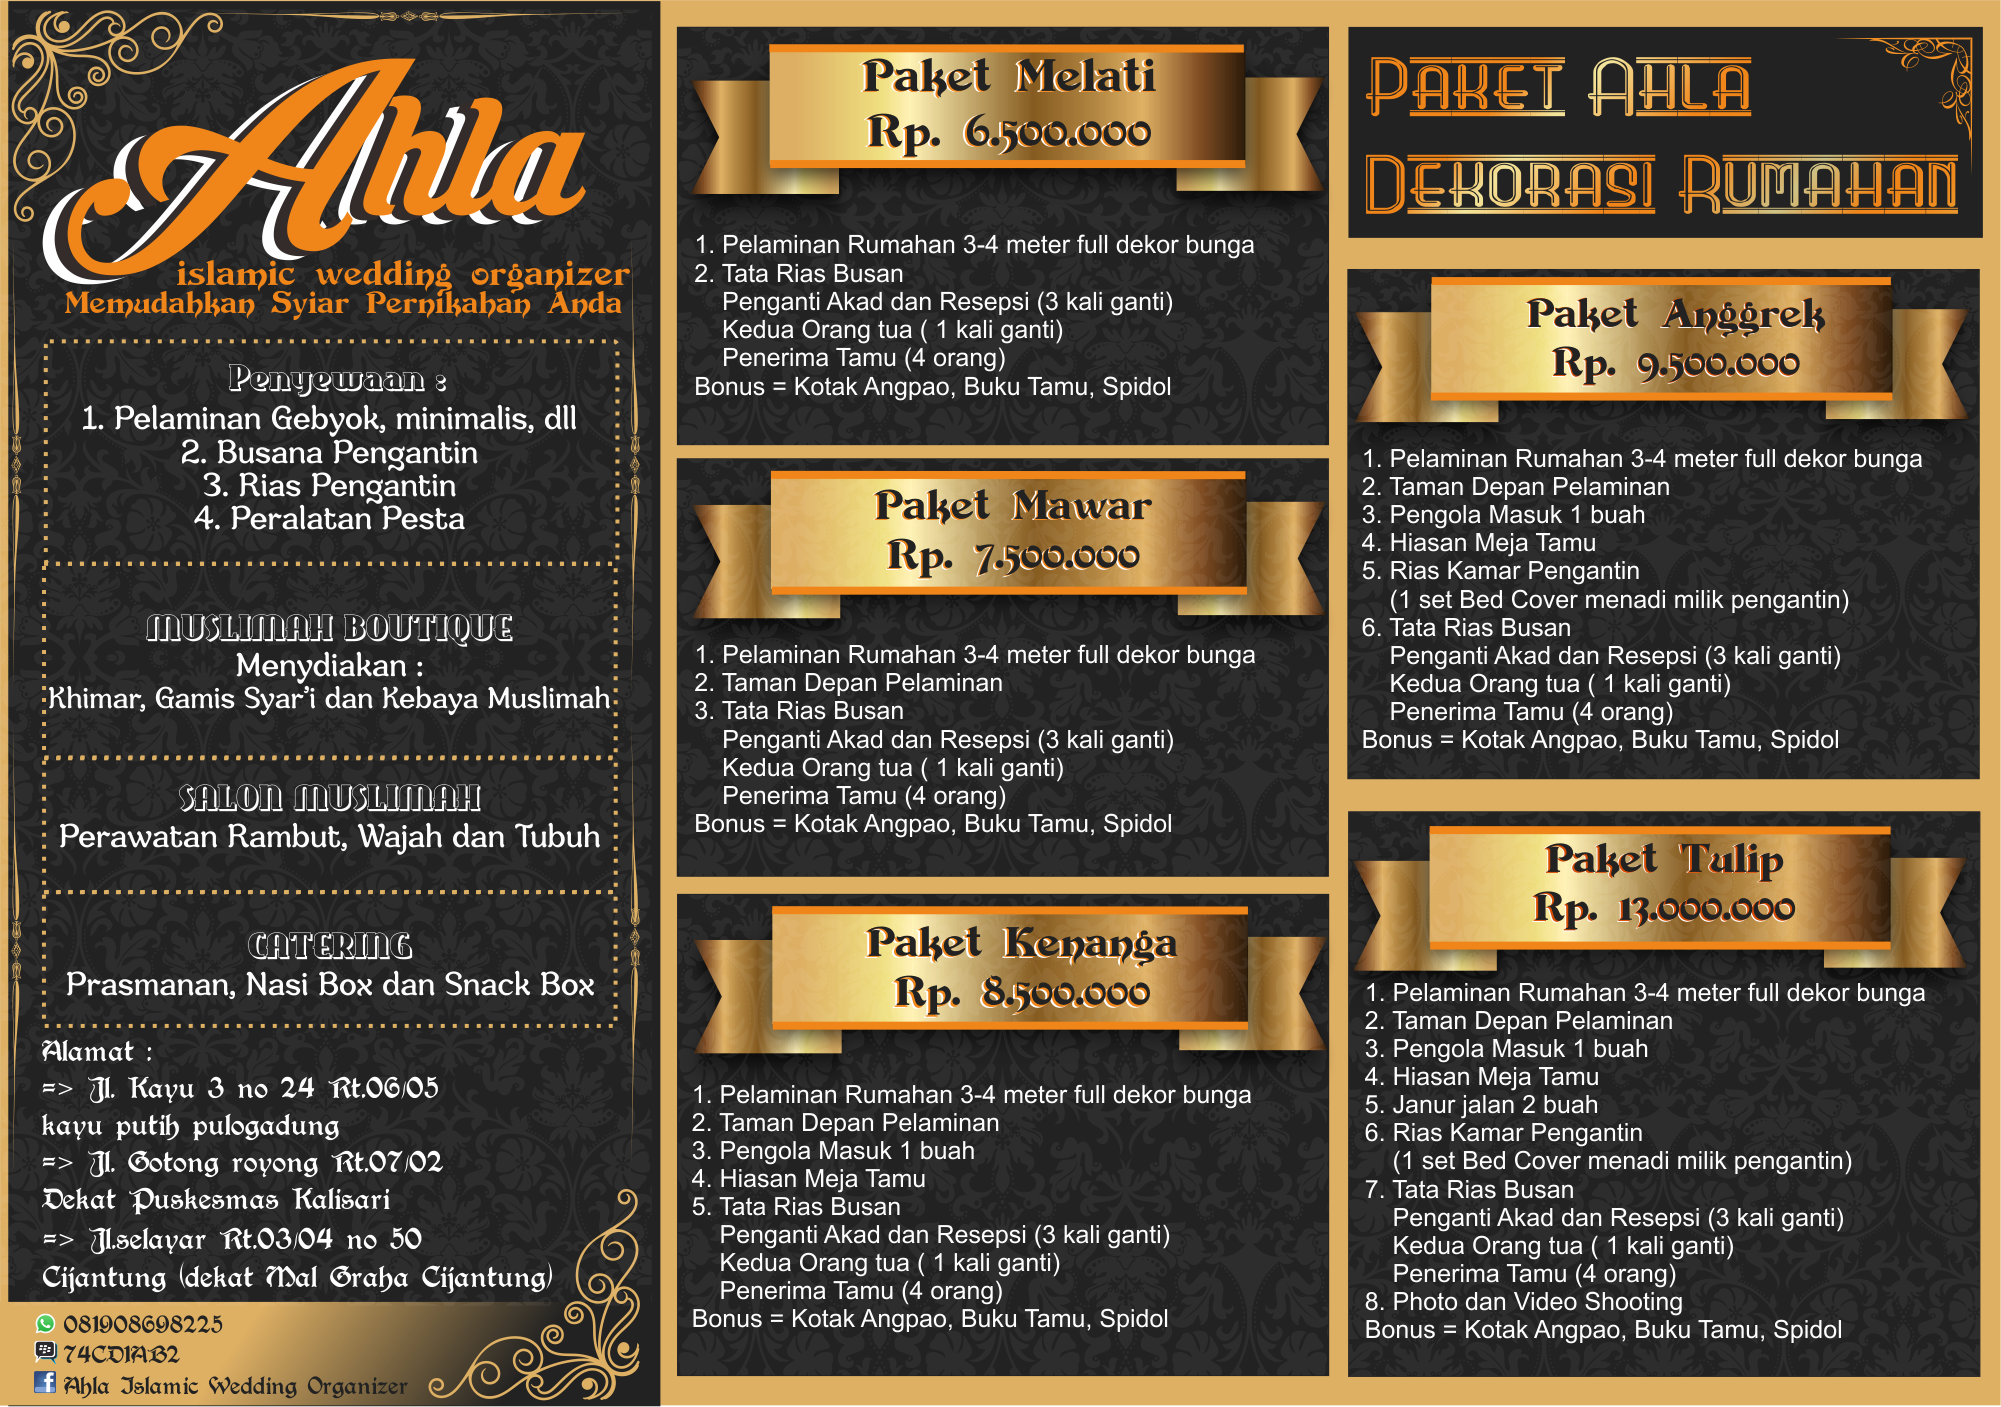 Ahla
islamic wedding organizer
Memudahkan Syiar Pernikahan Anda
Penyewaan :
1. Pelaminan Gebyok, minimalis, dll
2. Busana Pengantin
3. Rias Pengantin
4. Peralatan Pesta
MUSLIMAH BOUTIQUE
Menydiakan :
Khimar, Gamis Syar'i dan Kebaya Muslimah
SALON MUSLIMAH
Perawatan Rambut, Wajah dan Tubuh
CATERING
Prasmanan, Nasi Box dan Snack Box
Alamat :
=> Jl. Kayu 3 no 24 Rt.06/05
kayu putih pulogadung
=> Jl. Gotong royong Rt.07/02
Dekat Puskesmas Kalisari
=> Jl.selayar Rt.03/04 no 50
Cijantung (dekat Mal Graha Cijantung)
081908698225
74CD1AB2
Ahla Islamic Wedding Organizer
Paket Melati
Rp. 6.500.000
1. Pelaminan Rumahan 3-4 meter full dekor bunga
2. Tata Rias Busan
Penganti Akad dan Resepsi (3 kali ganti)
Kedua Orang tua ( 1 kali ganti)
Penerima Tamu (4 orang)
Bonus = Kotak Angpao, Buku Tamu, Spidol
Paket Mawar
Rp. 7.500.000
1. Pelaminan Rumahan 3-4 meter full dekor bunga
2. Taman Depan Pelaminan
3. Tata Rias Busan
Penganti Akad dan Resepsi (3 kali ganti)
Kedua Orang tua ( 1 kali ganti)
Penerima Tamu (4 orang)
Bonus = Kotak Angpao, Buku Tamu, Spidol
Paket Kenanga
Rp. 8.500.000
1. Pelaminan Rumahan 3-4 meter full dekor bunga
2. Taman Depan Pelaminan
3. Pengola Masuk 1 buah
4. Hiasan Meja Tamu
5. Tata Rias Busan
Penganti Akad dan Resepsi (3 kali ganti)
Kedua Orang tua ( 1 kali ganti)
Penerima Tamu (4 orang)
Bonus = Kotak Angpao, Buku Tamu, Spidol
PAKET AHLA
DEKORASI RUMAHAN
Paket Anggrek
Rp. 9.500.000
1. Pelaminan Rumahan 3-4 meter full dekor bunga
2. Taman Depan Pelaminan
3. Pengola Masuk 1 buah
4. Hiasan Meja Tamu
5. Rias Kamar Pengantin
(1 set Bed Cover menadi milik pengantin)
6. Tata Rias Busan
Penganti Akad dan Resepsi (3 kali ganti)
Kedua Orang tua ( 1 kali ganti)
Penerima Tamu (4 orang)
Bonus = Kotak Angpao, Buku Tamu, Spidol
Paket Tulip
Rp. 13.000.000
1. Pelaminan Rumahan 3-4 meter full dekor bunga
2. Taman Depan Pelaminan
3. Pengola Masuk 1 buah
4. Hiasan Meja Tamu
5. Janur jalan 2 buah
6. Rias Kamar Pengantin
(1 set Bed Cover menadi milik pengantin)
7. Tata Rias Busan
Penganti Akad dan Resepsi (3 kali ganti)
Kedua Orang tua ( 1 kali ganti)
Penerima Tamu (4 orang)
8. Photo dan Video Shooting
Bonus = Kotak Angpao, Buku Tamu, Spidol